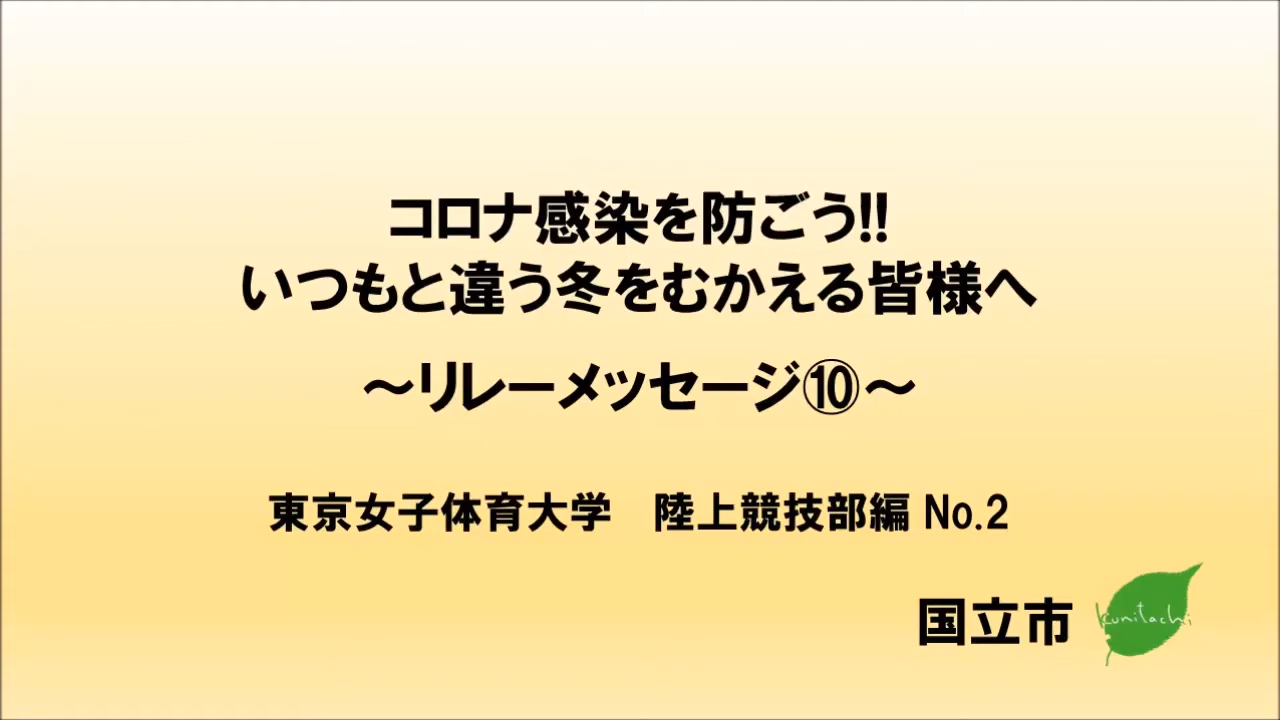 コロナ感染を防ごう!!
いつもと違う冬をむかえる皆様へ
～リレーメッセージ⑩～
東京女子体育大学　陸上競技部編 No.2
国立市
kunitachi